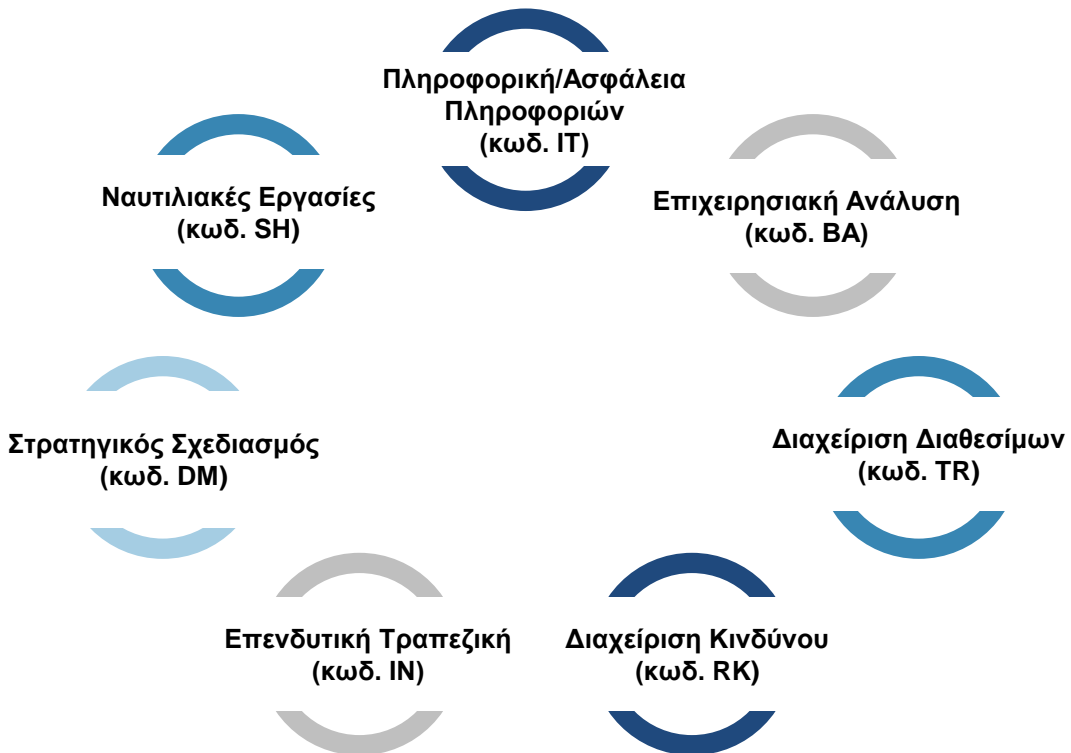 Πληροφορική/Ασφάλεια
Πληροφοριών
(κωδ. IT)
Ναυτιλιακές Εργασίες
(κωδ. SH)
Επιχειρησιακή Ανάλυση
(κωδ. BA)
Στρατηγικός Σχεδιασμός
(κωδ. DM)
Διαχείριση Διαθεσίμων
(κωδ. TR)
Επενδυτική Τραπεζική
(κωδ. IN)
Διαχείριση Κινδύνου
(κωδ. RK)